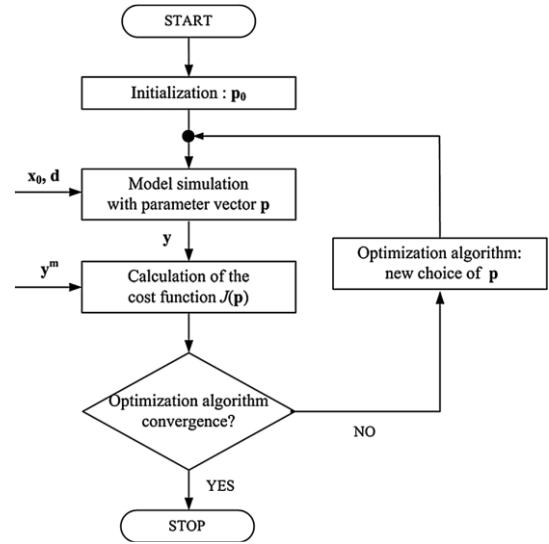 START
Initialization : p₀
x₀, d
Model simulation
with parameter vector p
y
yᵐ
Calculation of the
cost function J(p)
Optimization algorithm:
new choice of p
Optimization algorithm
convergence?
NO
YES
STOP